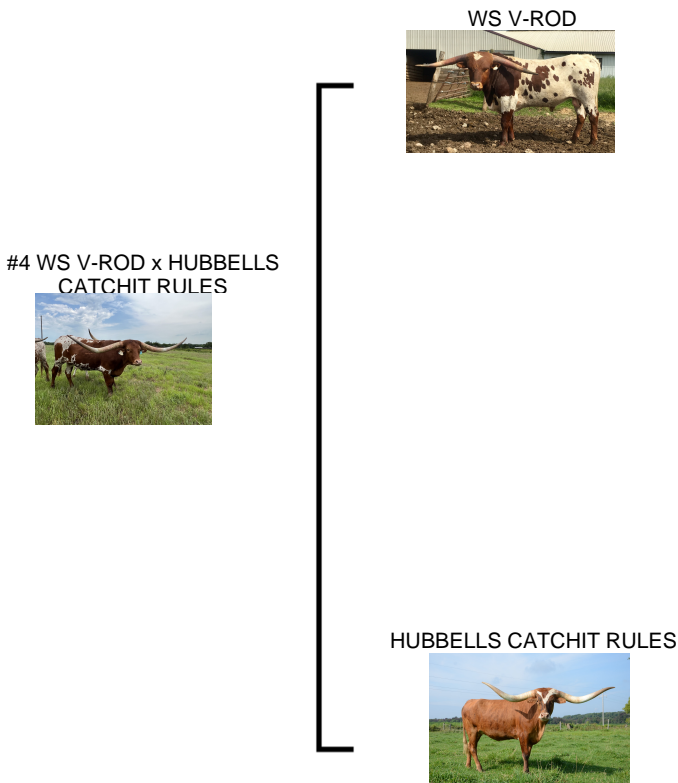 WS V-ROD
#4 WS V-ROD x HUBBELLS
CATCHIT RULES
HUBBELLS CATCHIT RULES